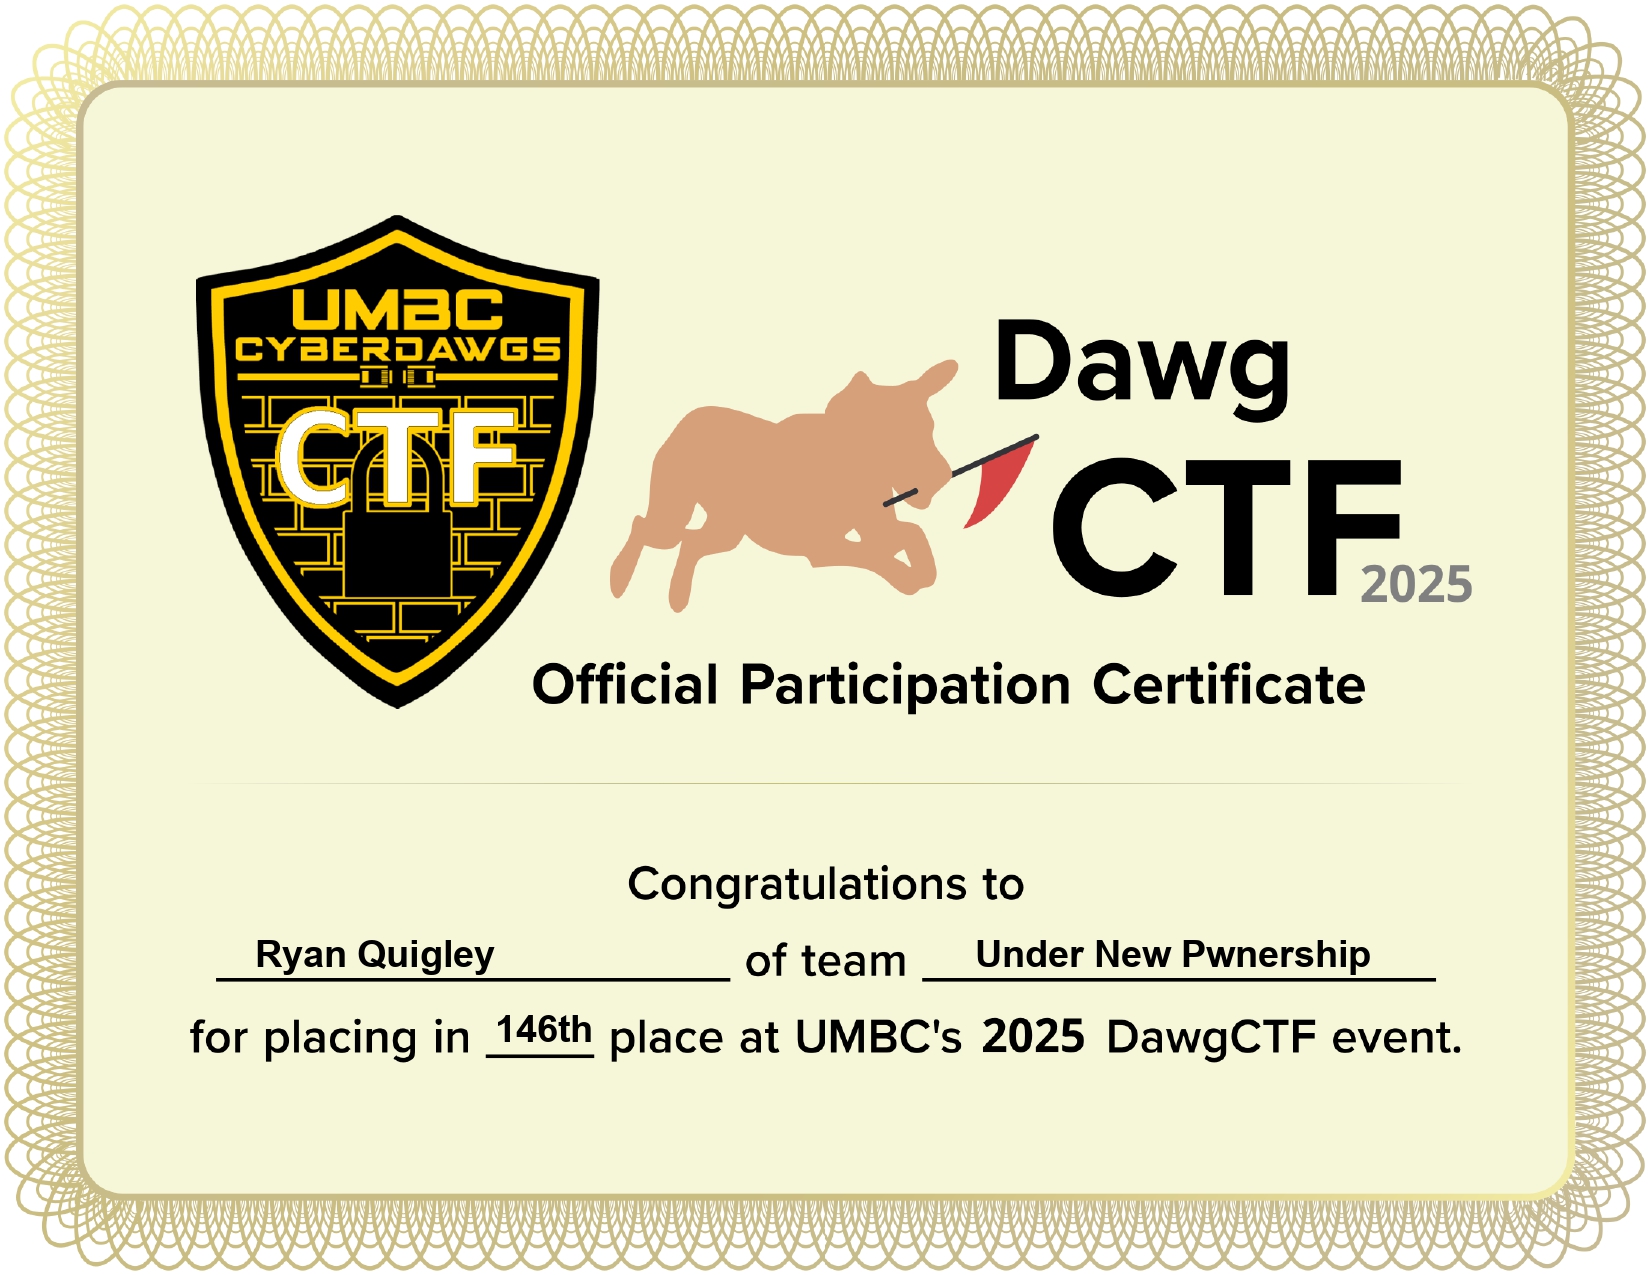 UMBC
CYBERDAWGS
CTF
Dawg
CTF
2025
Official Participation Certificate
Congratulations to
Ryan Quigley of team Under New Pwnership
for placing in 146th place at UMBC's 2025 DawgCTF event.